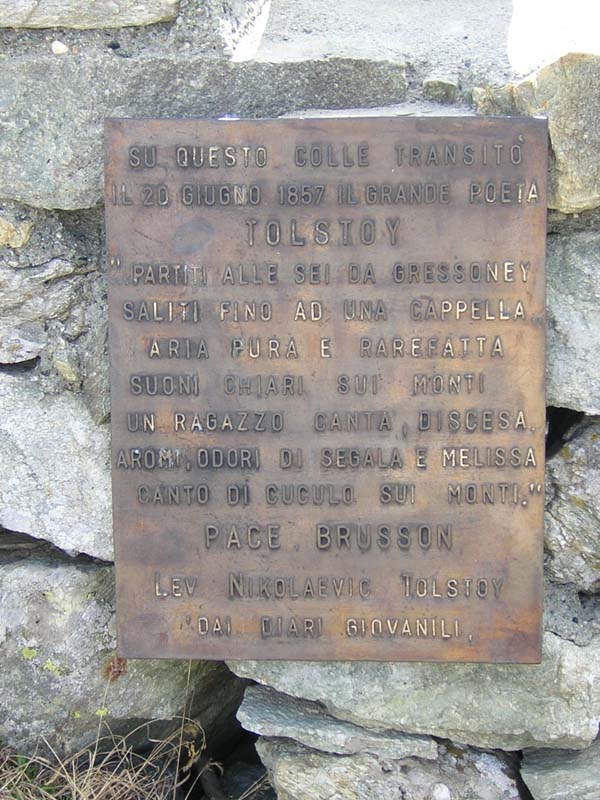 SU QUESTO COLLE TRANSITÒ
IL 20 GIUGNO 1857 IL GRANDE POETA
TOLSTOY
"PARTITI ALLE SEI DA GRESSONEY
SALITI FINO AD UNA CAPPELLA.
ARIA PURA E RAREFATTA
SUONI CHIARI SUI MONTI
UN RAGAZZO CANTA, DISCESA.
AROMI, ODORI DI SEGALA E MELISSA
CANTO DI CUCULO SUI MONTI."
PACE. BRUSSON
LEV NIKOLAEVIC TOLSTOY
"DAI DIARI GIOVANILI,